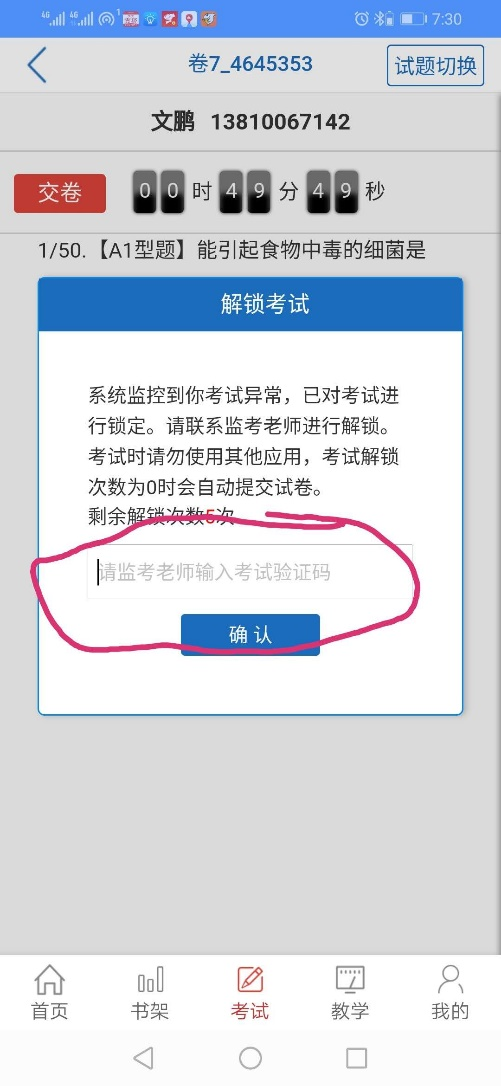 4G 4G 1 7:30
卷7_4645353
试题切换
文鹏 13810067142
交卷 00时49分49秒
1/50.【A1型题】能引起食物中毒的细菌是
解锁考试
系统监控到你考试异常，已对考试进
行锁定。请联系监考老师进行解锁。
考试时请勿使用其他应用，考试解锁
次数为0时会自动提交试卷。
剩余解锁次数5次
请监考老师输入考试验证码
确认
首页 书架 考试 教学 我的